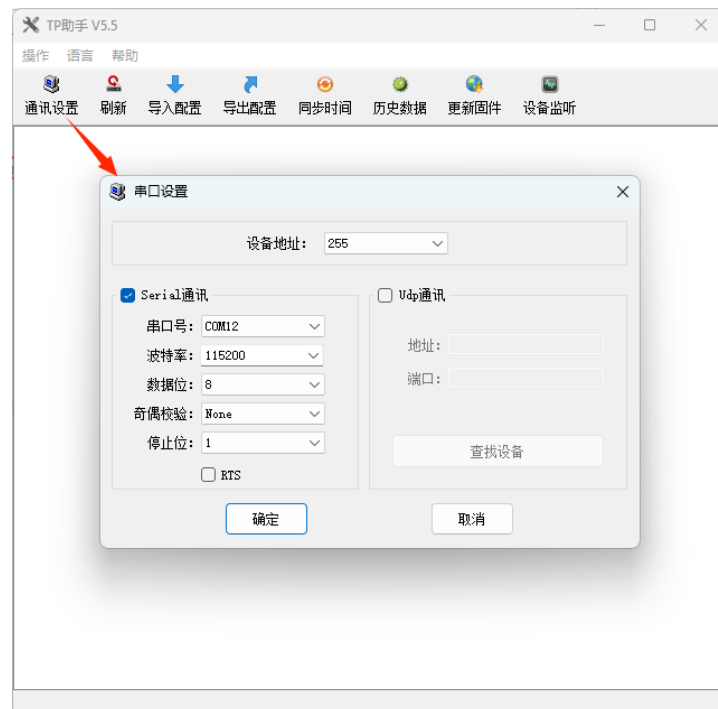 TP助手 V5.5
操作 语言 帮助
通讯设置 刷新 导入配置 导出配置 同步时间 历史数据 更新固件 设备监听
串口设置
设备地址： 255
Serial通讯 Udp通讯
串口号： COM12
波特率： 115200
数据位： 8
奇偶校验： None
停止位： 1
RTS
地址：
端口：
查找设备
确定 取消